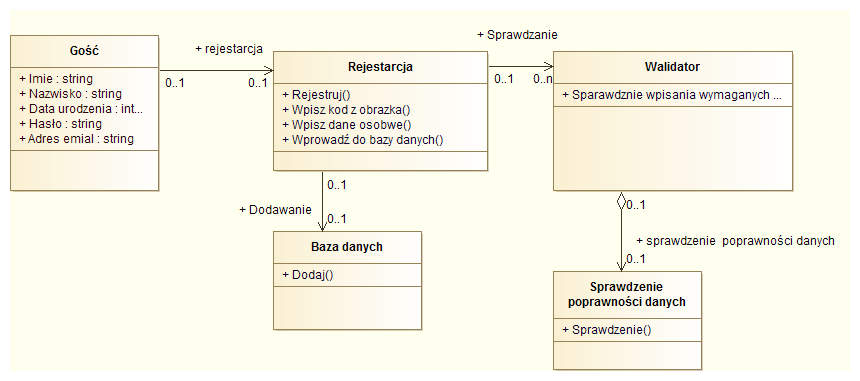 Gość
+ Imie : string
+ Nazwisko : string
+ Data urodzenia : int...
+ Hasło : string
+ Adres emial : string
+ rejestarcja
0..1
0..1
Rejestarcja
+ Rejestruj()
+ Wpisz kod z obrazka()
+ Wpisz dane osobwe()
+ Wprowadź do bazy danych()
+ Sprawdzanie
0..1
0..n
Walidator
+ Sparawdznie wpisania wymaganych ...
0..1
+ Dodawanie
0..1
Baza danych
+ Dodaj()
0..1
+ sprawdzenie poprawności danych
0..1
Sprawdzenie
poprawności danych
+ Sprawdzenie()